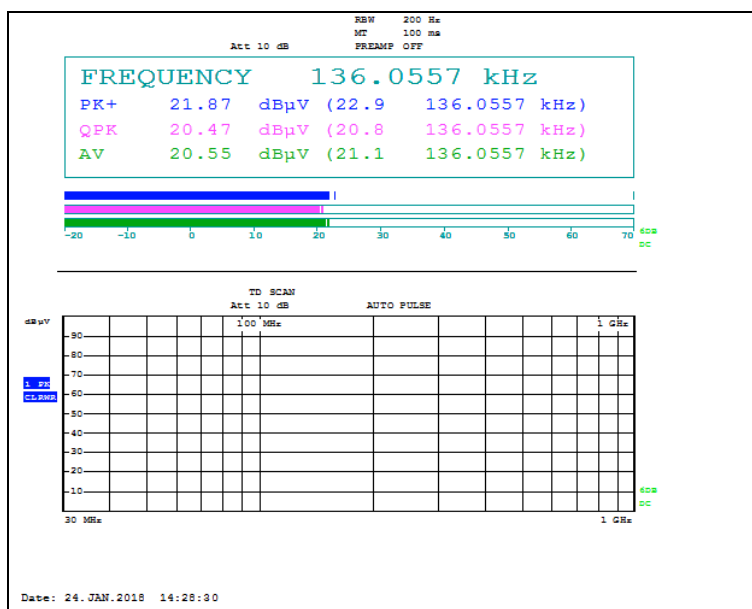 RBW 200 Hz
MT 100 ms
Att 10 dB PREAMP OFF
FREQUENCY 136.0557 kHz
PK+ 21.87 dBµV (22.9 136.0557 kHz)
QPK 20.47 dBµV (20.8 136.0557 kHz)
AV 20.55 dBµV (21.1 136.0557 kHz)
-20 -10 0 10 20 30 40 50 60 70
6DB
DC
TD SCAN
Att 10 dB AUTO PULSE
dBµV
100 MHz 1 GHz
90
80
70
1 PK
60
CLRWR
50
40
30
20
10
6DB
DC
30 MHz 1 GHz
Date: 24.JAN.2018 14:28:30